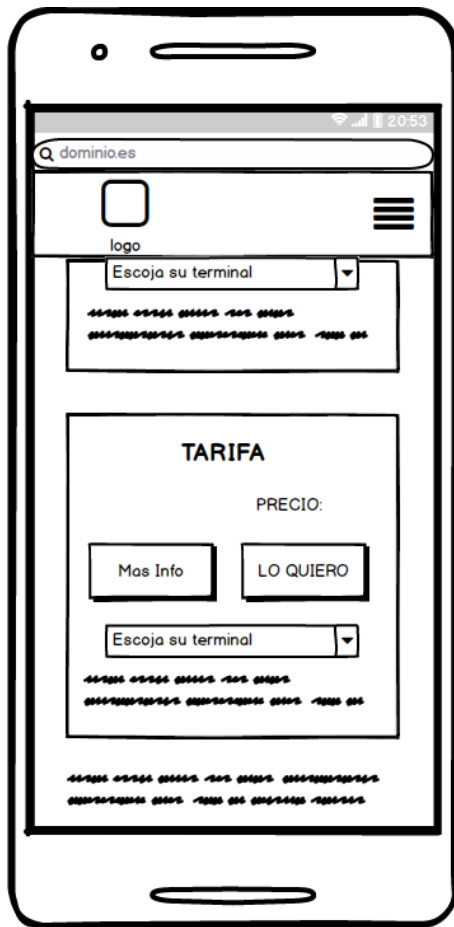 20:53
dominio.es
logo
Escoja su terminal
TARIFA
PRECIO:
Mas Info
LO QUIERO
Escoja su terminal